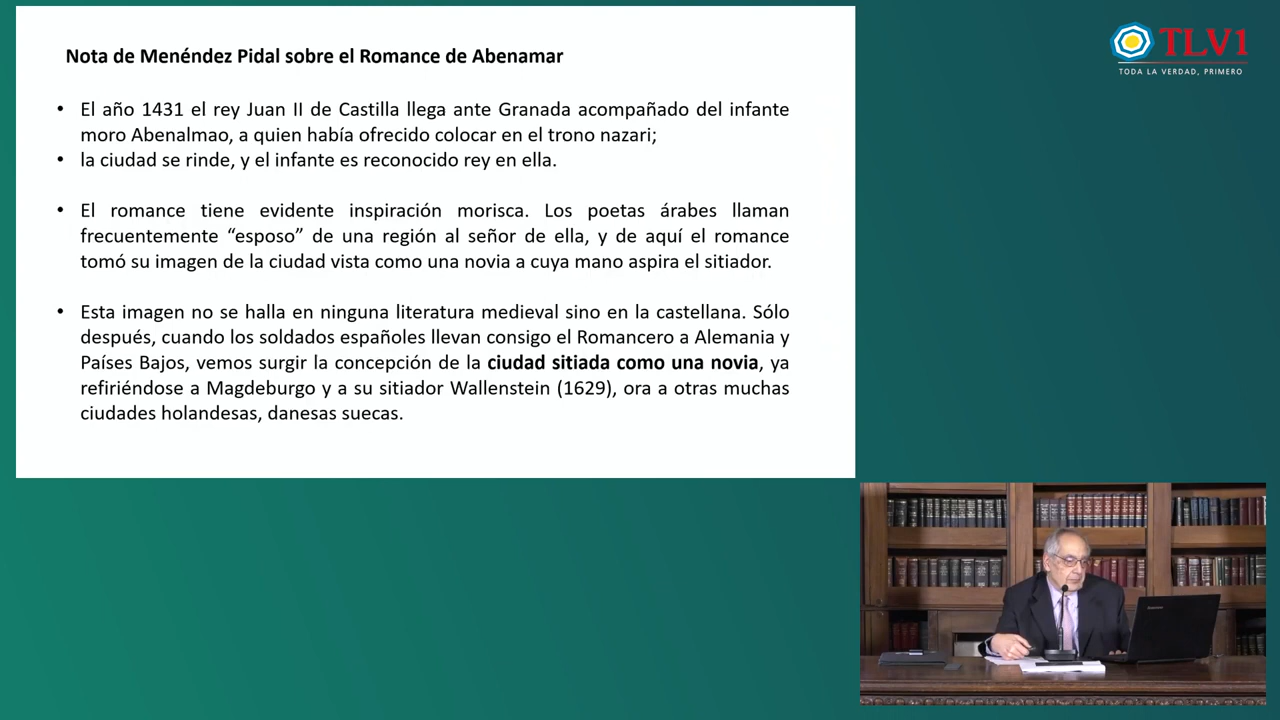 Nota de Menéndez Pidal sobre el Romance de Abenamar
• El año 1431 el rey Juan II de Castilla llega ante Granada acompañado del infante
moro Abenalmao, a quien había ofrecido colocar en el trono nazari;
• la ciudad se rinde, y el infante es reconocido rey en ella.
• El romance tiene evidente inspiración morisca. Los poetas árabes llaman
frecuentemente “esposo” de una región al señor de ella, y de aquí el romance
tomó su imagen de la ciudad vista como una novia a cuya mano aspira el sitiador.
• Esta imagen no se halla en ninguna literatura medieval sino en la castellana. Sólo
después, cuando los soldados españoles llevan consigo el Romancero a Alemania y
Países Bajos, vemos surgir la concepción de la ciudad sitiada como una novia, ya
refiriéndose a Magdeburgo y a su sitiador Wallenstein (1629), ora a otras muchas
ciudades holandesas, danesas suecas.
TLV1
TODA LA VERDAD, PRIMERO